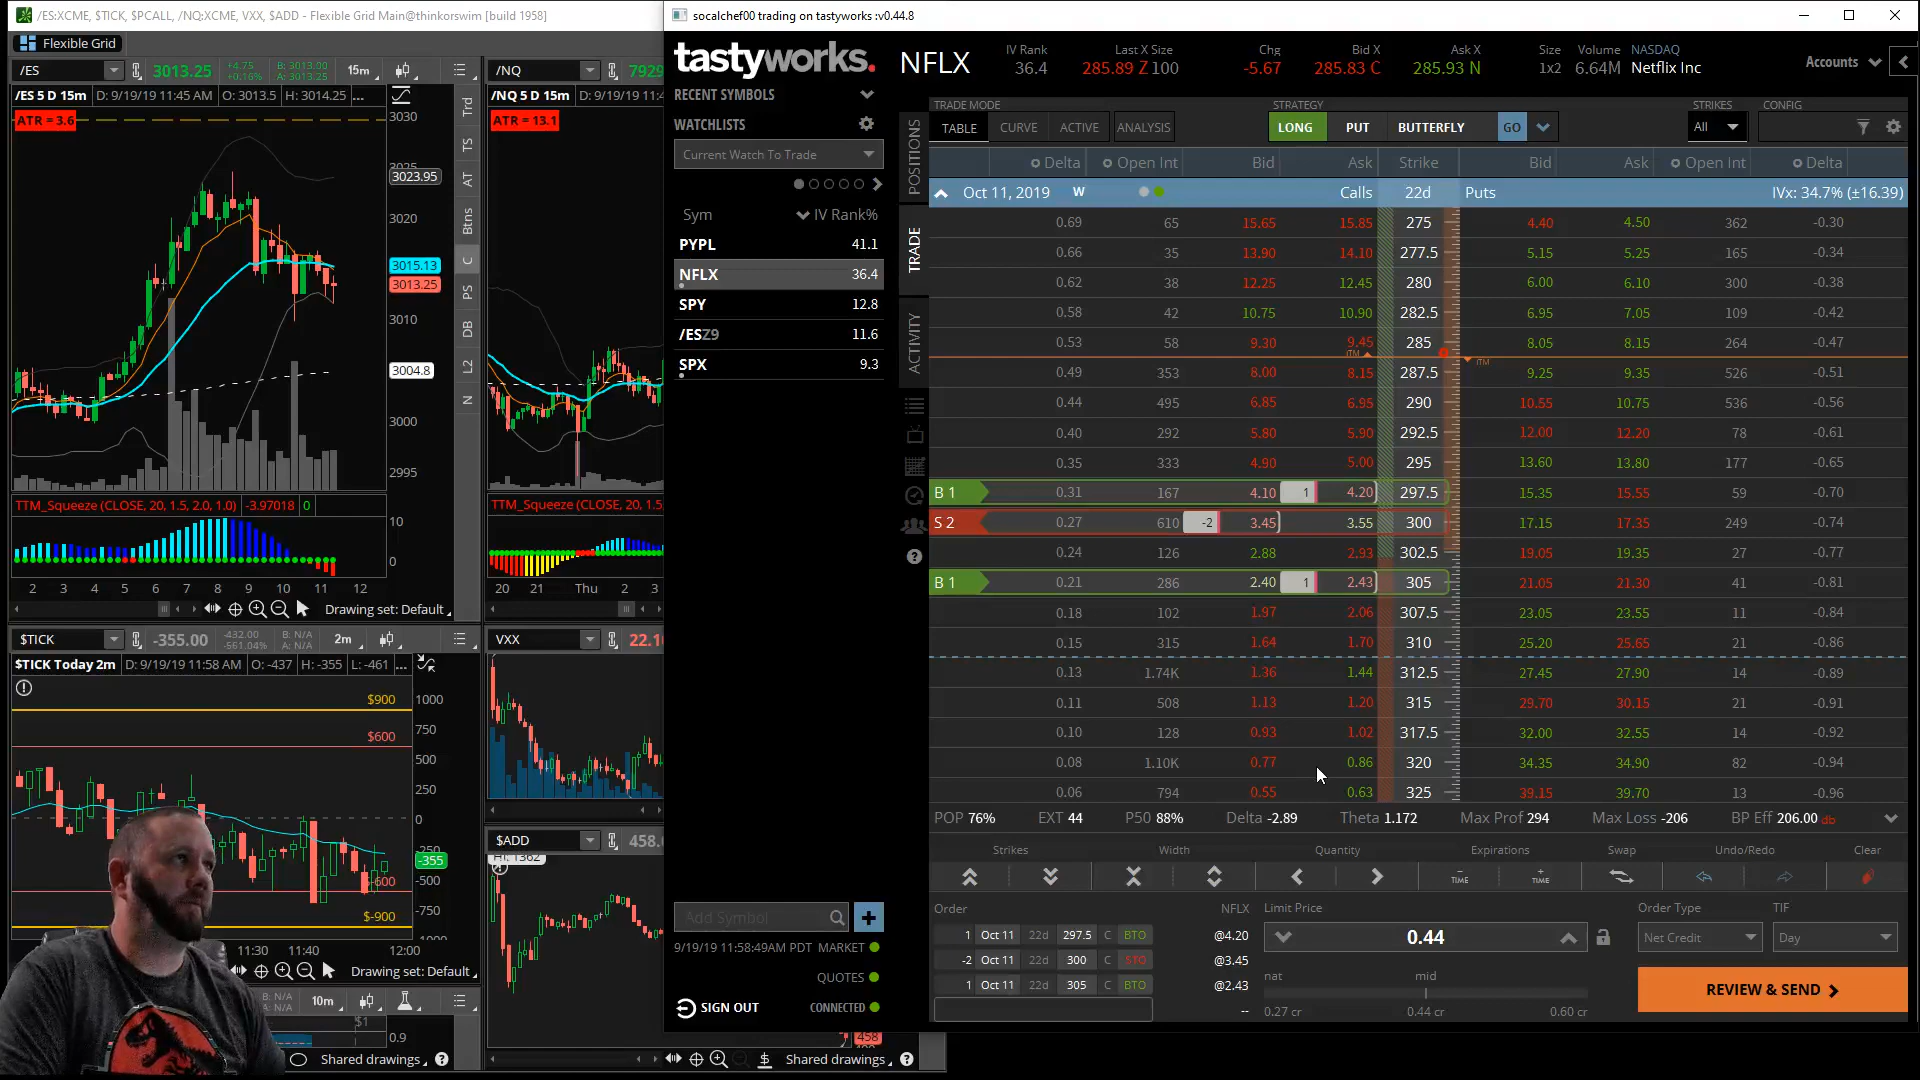 /ES:XCME, $TICK, $PCALL, /NQ:XCME, VXX, $ADD - Flexible Grid Main@thinkorswim [build 1958]
Flexible Grid
/ES 3013.25 +4.75 +0.16% B: 3013.00 A: 3013.25 15m
/ES 5 D 15m D: 9/19/19 11:45 AM O: 3013.5 H: 3014.25 ...
ATR = 3.6
3030
3025
3023.95
3020
3015.13
3013.25
3010
3004.8
3000
2995
TTM_Squeeze (CLOSE, 20, 1.5, 2.0, 1.0) -3.97018 0
10
0
2 3 4 5 6 7 8 9 10 11 12
Drawing set: Default
Trd
TS
AT
Btns
C
PS
DB
L2
N
/NQ 7929
/NQ 5 D 15m D: 9/19/19 11:4
ATR = 13.1
TTM_Squeeze (CLOSE, 20, 1.5
20 21 Thu 2 3
$TICK -355.00 -432.00 -561.04% B: N/A A: N/A 2m
$TICK Today 2m D: 9/19/19 11:58 AM O: -437 H: -355 L: -461 ...
$900
$600
-600
$-900
1000
750
500
250
0
-250
-355
-500
-750
11:30 11:40 12:00
Drawing set: Default
B: N/A
A: N/A
10m
$1
0.9
Shared drawings
VXX 22.1
$ADD 458.
Hi: 1362
458
Shared drawings
socalchef00 trading on tastyworks :v0.44.8
tastyworks.
RECENT SYMBOLS
WATCHLISTS
Current Watch To Trade
Sym IV Rank%
PYPL 41.1
NFLX 36.4
SPY 12.8
/ESZ9 11.6
SPX 9.3
Add Symbol
9/19/19 11:58:49AM PDT MARKET
QUOTES
SIGN OUT CONNECTED
POSITIONS
TRADE
ACTIVITY
NFLX
IV Rank 36.4
Last X Size 285.89 Z 100
Chg -5.67
Bid X 285.83 C
Ask X 285.93 N
Size 1x2
Volume 6.64M
NASDAQ
Netflix Inc
Accounts
TRADE MODE STRATEGY STRIKES CONFIG
TABLE CURVE ACTIVE ANALYSIS LONG PUT BUTTERFLY GO All
Delta Open Int Bid Ask Strike Bid Ask Open Int Delta
Oct 11, 2019 W Calls 22d Puts IVx: 34.7% (±16.39)
0.69 65 15.65 15.85 275 4.40 4.50 362 -0.30
0.66 35 13.90 14.10 277.5 5.15 5.25 165 -0.34
0.62 38 12.25 12.45 280 6.00 6.10 300 -0.38
0.58 42 10.75 10.90 282.5 6.95 7.05 109 -0.42
0.53 58 9.30 9.45 285 8.05 8.15 264 -0.47
ITM ITM
0.49 353 8.00 8.15 287.5 9.25 9.35 526 -0.51
0.44 495 6.85 6.95 290 10.55 10.75 536 -0.56
0.40 292 5.80 5.90 292.5 12.00 12.20 78 -0.61
0.35 333 4.90 5.00 295 13.60 13.80 177 -0.65
B 1 0.31 167 4.10 1 4.20 297.5 15.35 15.55 59 -0.70
S 2 0.27 610 -2 3.45 3.55 300 17.15 17.35 249 -0.74
0.24 126 2.88 2.93 302.5 19.05 19.35 27 -0.77
B 1 0.21 286 2.40 1 2.43 305 21.05 21.30 41 -0.81
0.18 102 1.97 2.06 307.5 23.05 23.55 11 -0.84
0.15 315 1.64 1.70 310 25.20 25.65 21 -0.86
0.13 1.74K 1.36 1.44 312.5 27.45 27.90 14 -0.89
0.11 508 1.13 1.20 315 29.70 30.15 21 -0.91
0.10 128 0.93 1.02 317.5 32.00 32.55 14 -0.92
0.08 1.10K 0.77 0.86 320 34.35 34.90 82 -0.94
0.06 794 0.55 0.63 325 39.15 39.70 13 -0.96
POP 76% EXT 44 P50 88% Delta -2.89 Theta 1.172 Max Prof 294 Max Loss -206 BP Eff 206.00 db
Strikes Width Quantity Expirations Swap Undo/Redo Clear
TIME TIME
Order NFLX Limit Price Order Type TIF
1 Oct 11 22d 297.5 C BTO @4.20
-2 Oct 11 22d 300 C STO @3.45
1 Oct 11 22d 305 C BTO @2.43
--
0.44
Net Credit Day
nat mid
0.27 cr 0.44 cr 0.60 cr
REVIEW & SEND